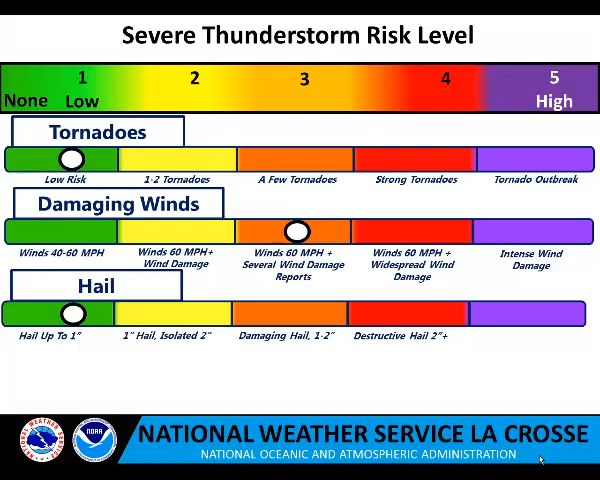 Severe Thunderstorm Risk Level
1 2 3 4 5
None Low High
Tornadoes
Low Risk 1-2 Tornadoes A Few Tornadoes Strong Tornadoes Tornado Outbreak
Damaging Winds
Winds 40-60 MPH Winds 60 MPH+ Winds 60 MPH + Winds 60 MPH + Intense Wind
Wind Damage Several Wind Damage Widespread Wind Damage
Reports Damage
Hail
Hail Up To 1" 1" Hail, Isolated 2" Damaging Hail, 1-2" Destructive Hail 2"+
NATIONAL WEATHER SERVICE LA CROSSE
NATIONAL OCEANIC AND ATMOSPHERIC ADMINISTRATION
NATIONAL WEATHER SERVICE
NOAA